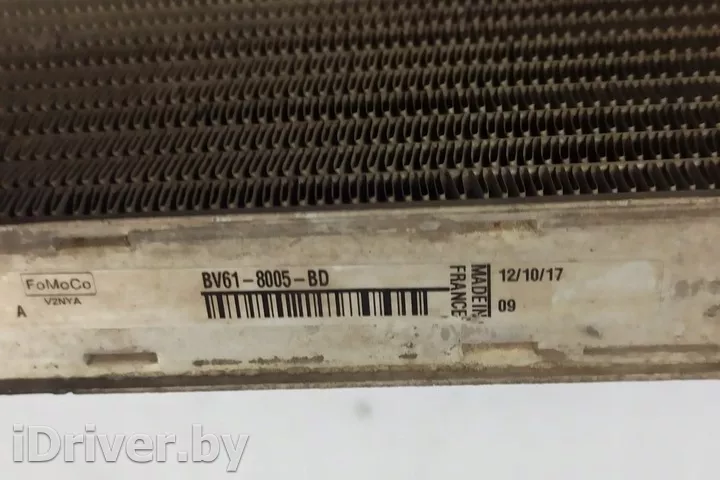 FoMoCo
V2NYA
A
BV61-8005-BD
MADE IN
FRANCE
12/10/17
09
iDriver.by